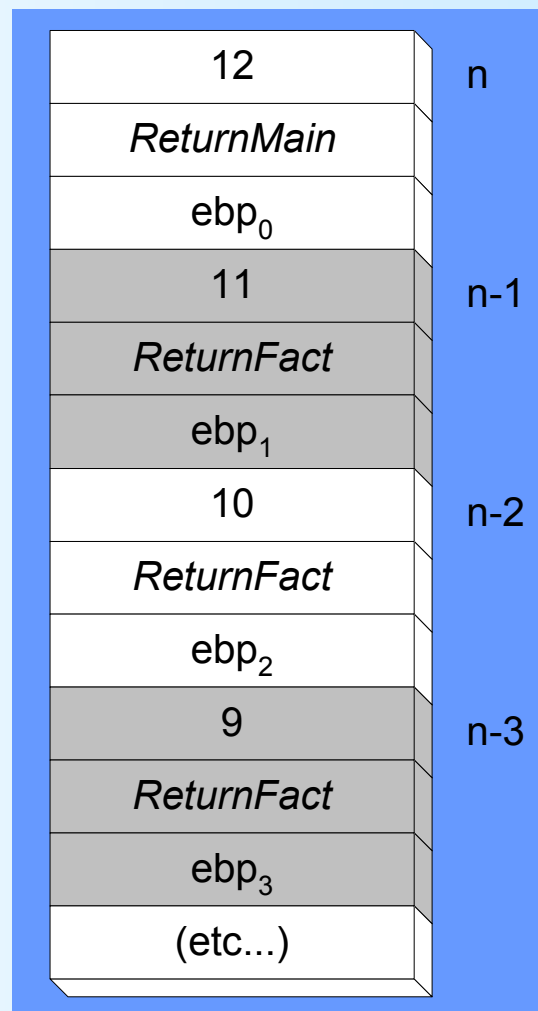 12 n
ReturnMain
ebp₀
11 n-1
ReturnFact
ebp₁
10 n-2
ReturnFact
ebp₂
9 n-3
ReturnFact
ebp₃
(etc...)